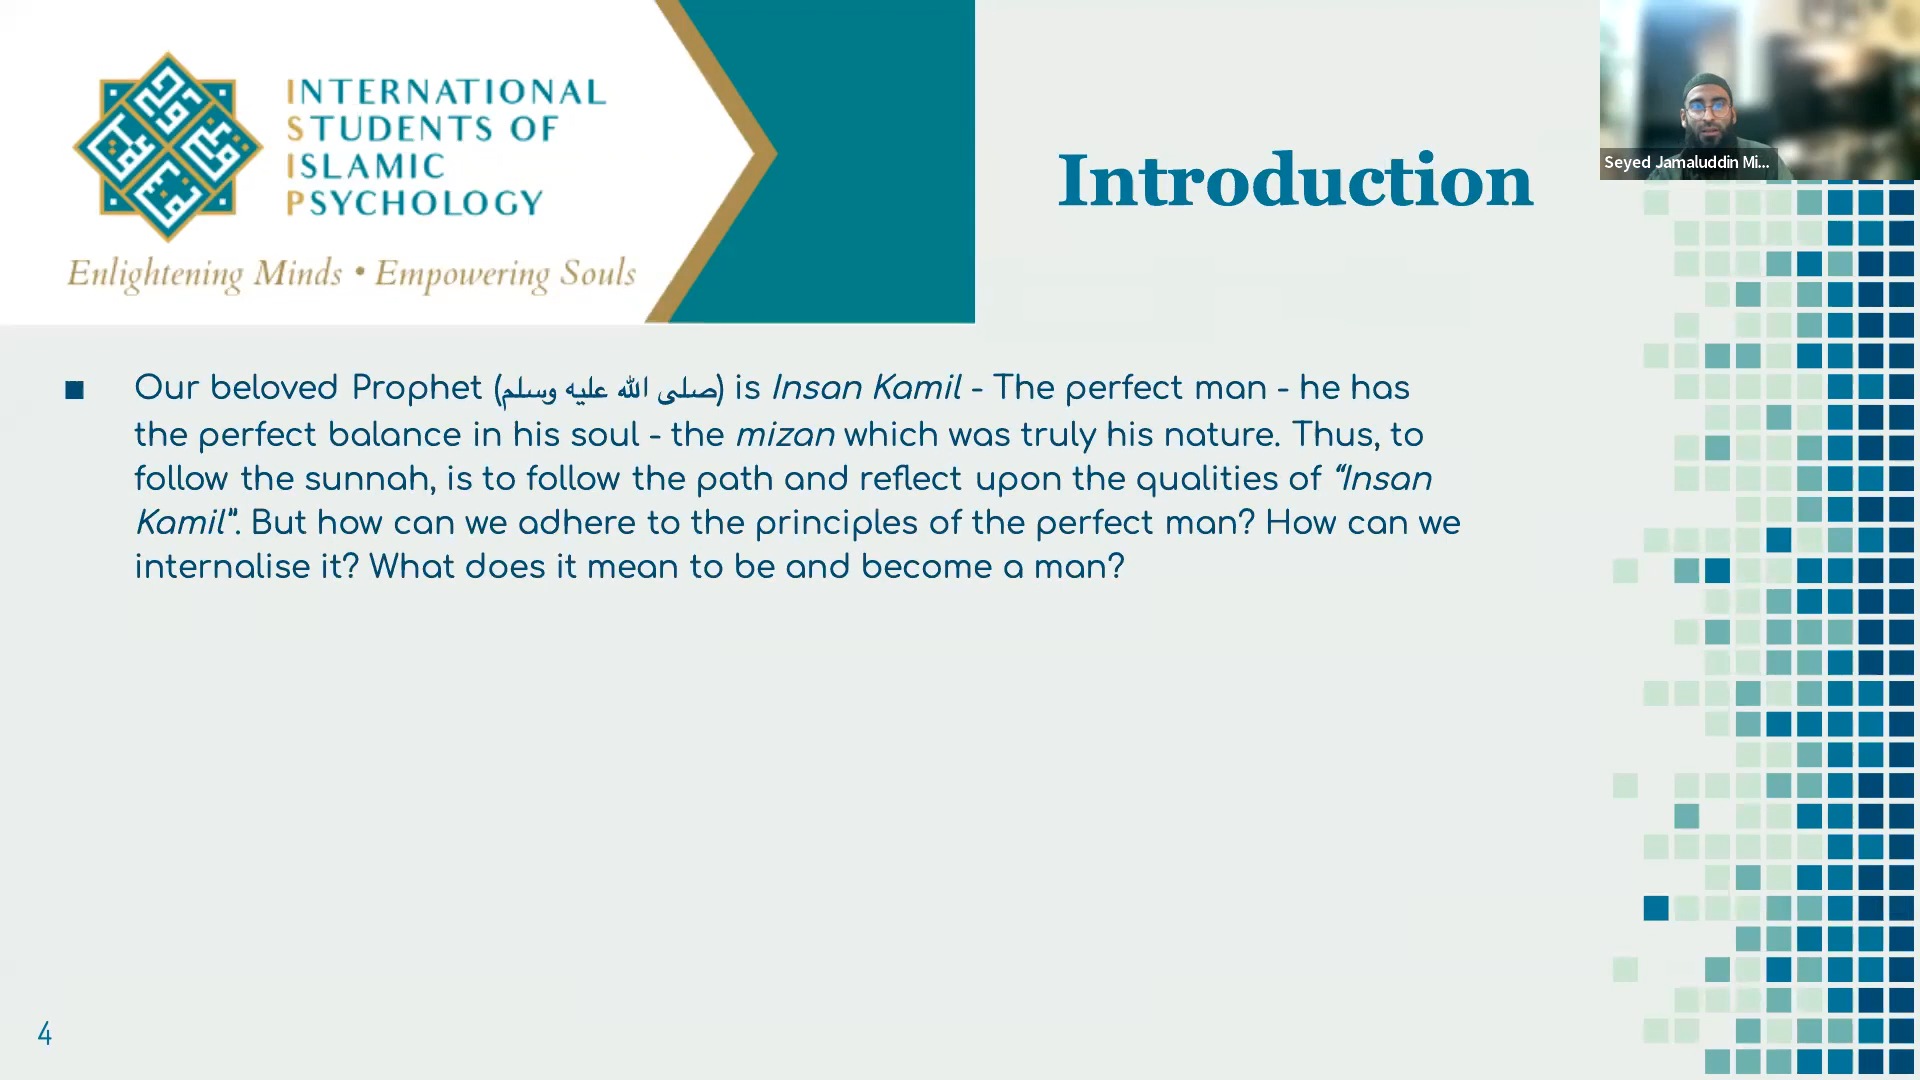 INTERNATIONAL
STUDENTS OF
ISLAMIC
PSYCHOLOGY
Enlightening Minds • Empowering Souls
Introduction
Seyed Jamaluddin Mi...
■ Our beloved Prophet (صلى الله عليه وسلم) is Insan Kamil - The perfect man - he has
the perfect balance in his soul - the mizan which was truly his nature. Thus, to
follow the sunnah, is to follow the path and reflect upon the qualities of “Insan
Kamil”. But how can we adhere to the principles of the perfect man? How can we
internalise it? What does it mean to be and become a man?
4